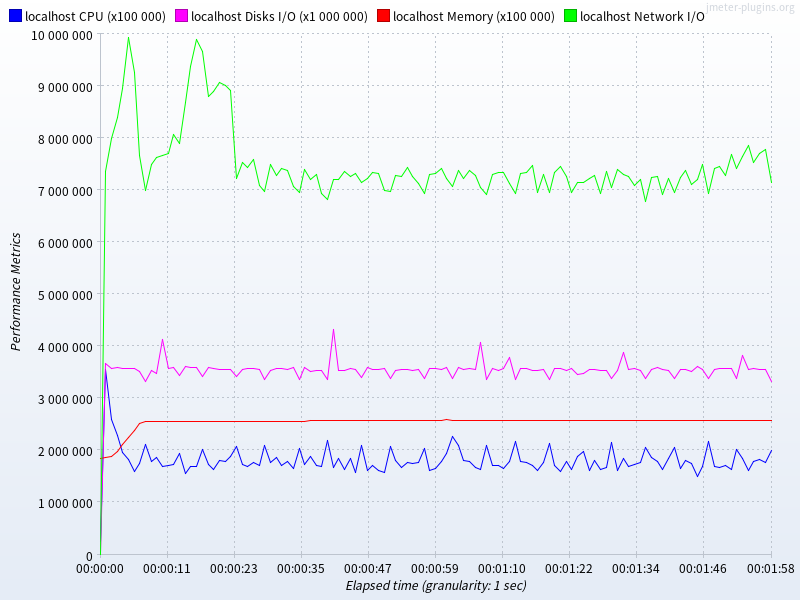 localhost CPU (x100 000) localhost Disks I/O (x1 000 000) localhost Memory (x100 000) localhost Network I/O
jmeter-plugins.org
10 000 000
9 000 000
8 000 000
7 000 000
6 000 000
5 000 000
4 000 000
3 000 000
2 000 000
1 000 000
0
Performance Metrics
00:00:00 00:00:11 00:00:23 00:00:35 00:00:47 00:00:59 00:01:10 00:01:22 00:01:34 00:01:46 00:01:58
Elapsed time (granularity: 1 sec)